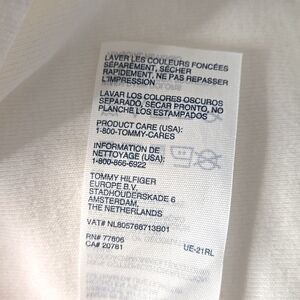 LAVER LES COULEURS FONCÉES
SÉPARÉMENT, SÉCHER
RAPIDEMENT, NE PAS REPASSER
L'IMPRESSION
LAVAR LOS COLORES OSCUROS
SEPARADO, SECAR PRONTO, NO
PLANCHE LOS ESTAMPADOS
PRODUCT CARE (USA):
1-800-TOMMY-CARES
INFORMATION DE
NETTOYAGE (USA):
1-800-866-6922
TOMMY HILFIGER
EUROPE B.V.
STADHOUDERSKADE 6
AMSTERDAM,
THE NETHERLANDS
VAT# NL805768713B01
RN# 77806
CA# 20781
UE-21RL